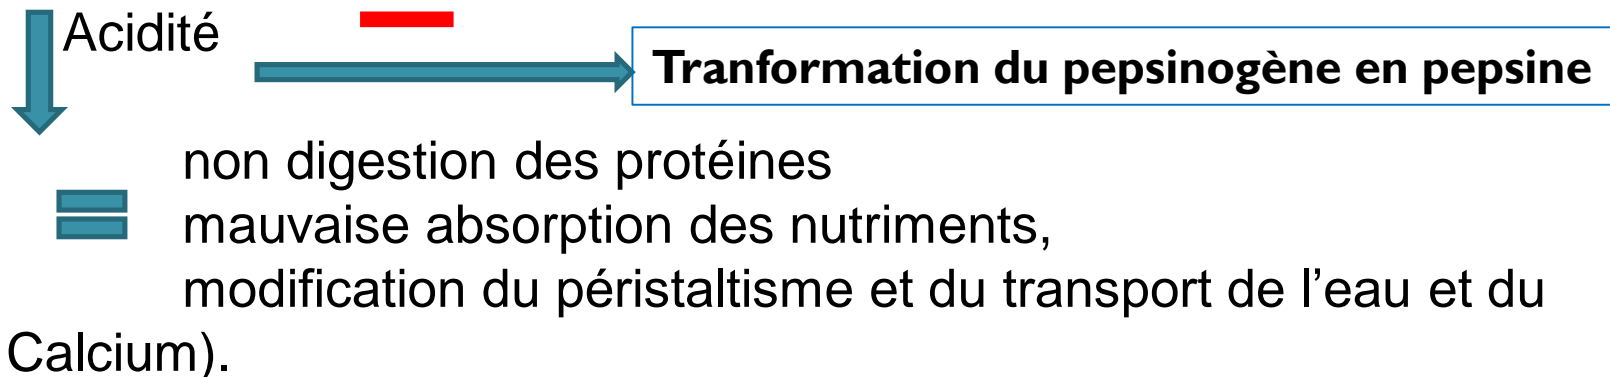 Acidité
Tranformation du pepsinogène en pepsine
non digestion des protéines
mauvaise absorption des nutriments,
modification du péristaltisme et du transport de l’eau et du
Calcium).